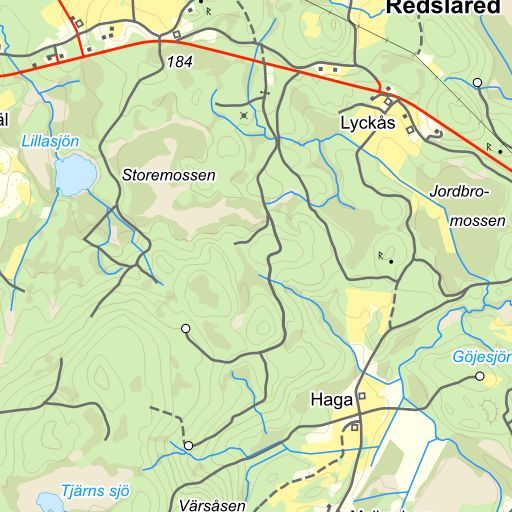 Redslared
184
Lyckås
Lillasjön
Storemossen
Jordbro-
mossen
R
R
R
Göjesjön
Haga
Tjärns sjö
Värsåsen